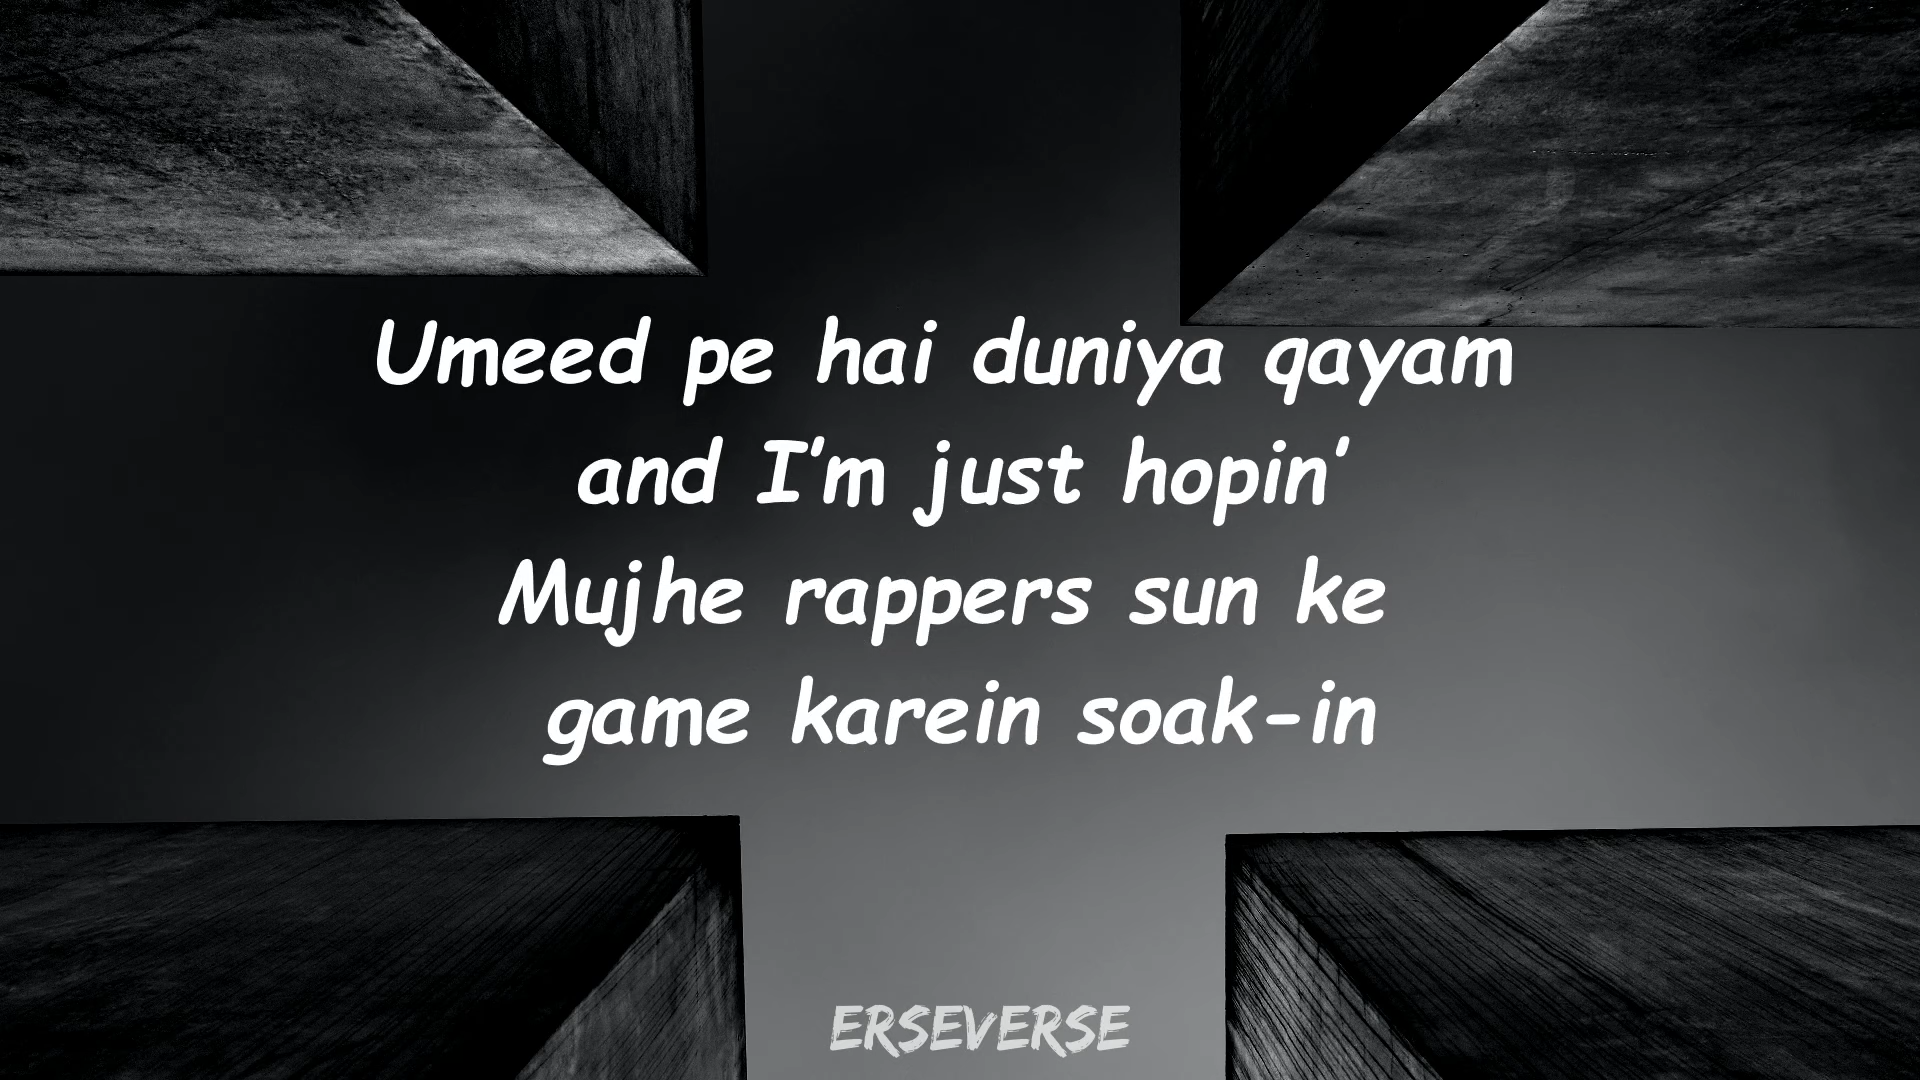 Umeed pe hai duniya qayam
and I'm just hopin'
Mujhe rappers sun ke
game karein soak-in
ERSEVERSE